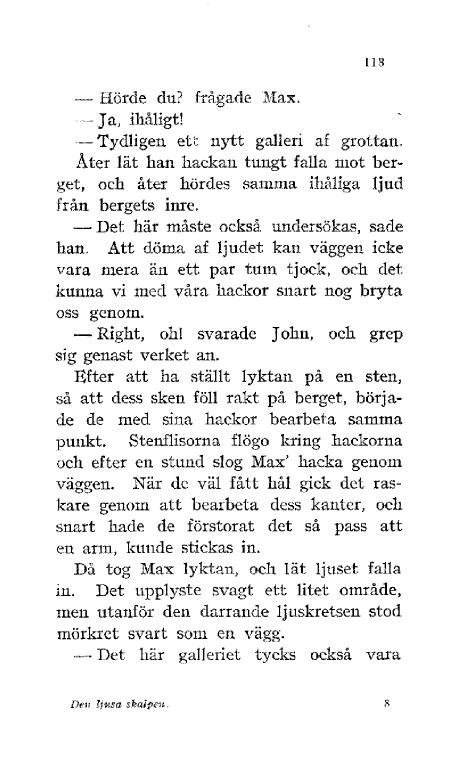 113
— Hörde du? frågade Max.
— Ja, ihåligt!
— Tydligen ett nytt galleri af grottan.
Åter lät han hackan tungt falla mot ber-
get, och åter hördes samma ihåliga ljud
från bergets inre.
— Det här måste också undersökas, sade
han. Att döma af ljudet kan väggen icke
vara mera än ett par tum tjock, och det
kunna vi med våra hackor snart nog bryta
oss genom.
— Right, oh! svarade John, och grep
sig genast verket an.
Efter att ha ställt lyktan på en sten,
så att dess sken föll rakt på berget, börja-
de de med sina hackor bearbeta samma
punkt. Stenflisorna flögo kring hackorna
och efter en stund slog Max' hacka genom
väggen. När de väl fått hål gick det ras-
kare genom att bearbeta dess kanter, och
snart hade de förstorat det så pass att
en arm, kunde stickas in.
Då tog Max lyktan, och lät ljuset falla
in. Det upplyste svagt ett litet område,
men utanför den darrande ljuskretsen stod
mörkret svart som en vägg.
— Det här galleriet tycks också vara
Den ljusa skalpen. 8